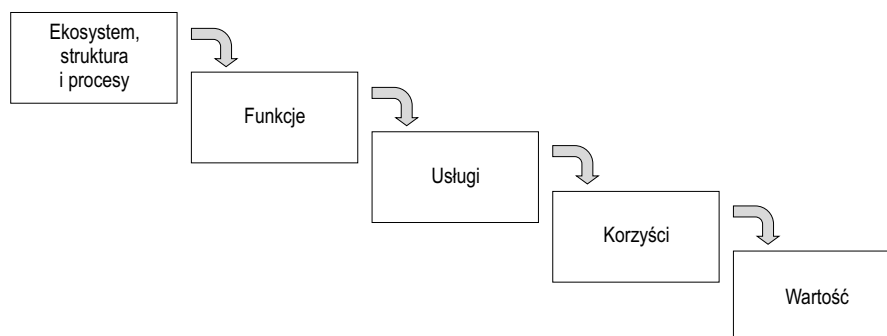 Ekosystem,
struktura
i procesy
Funkcje
Usługi
Korzyści
Wartość